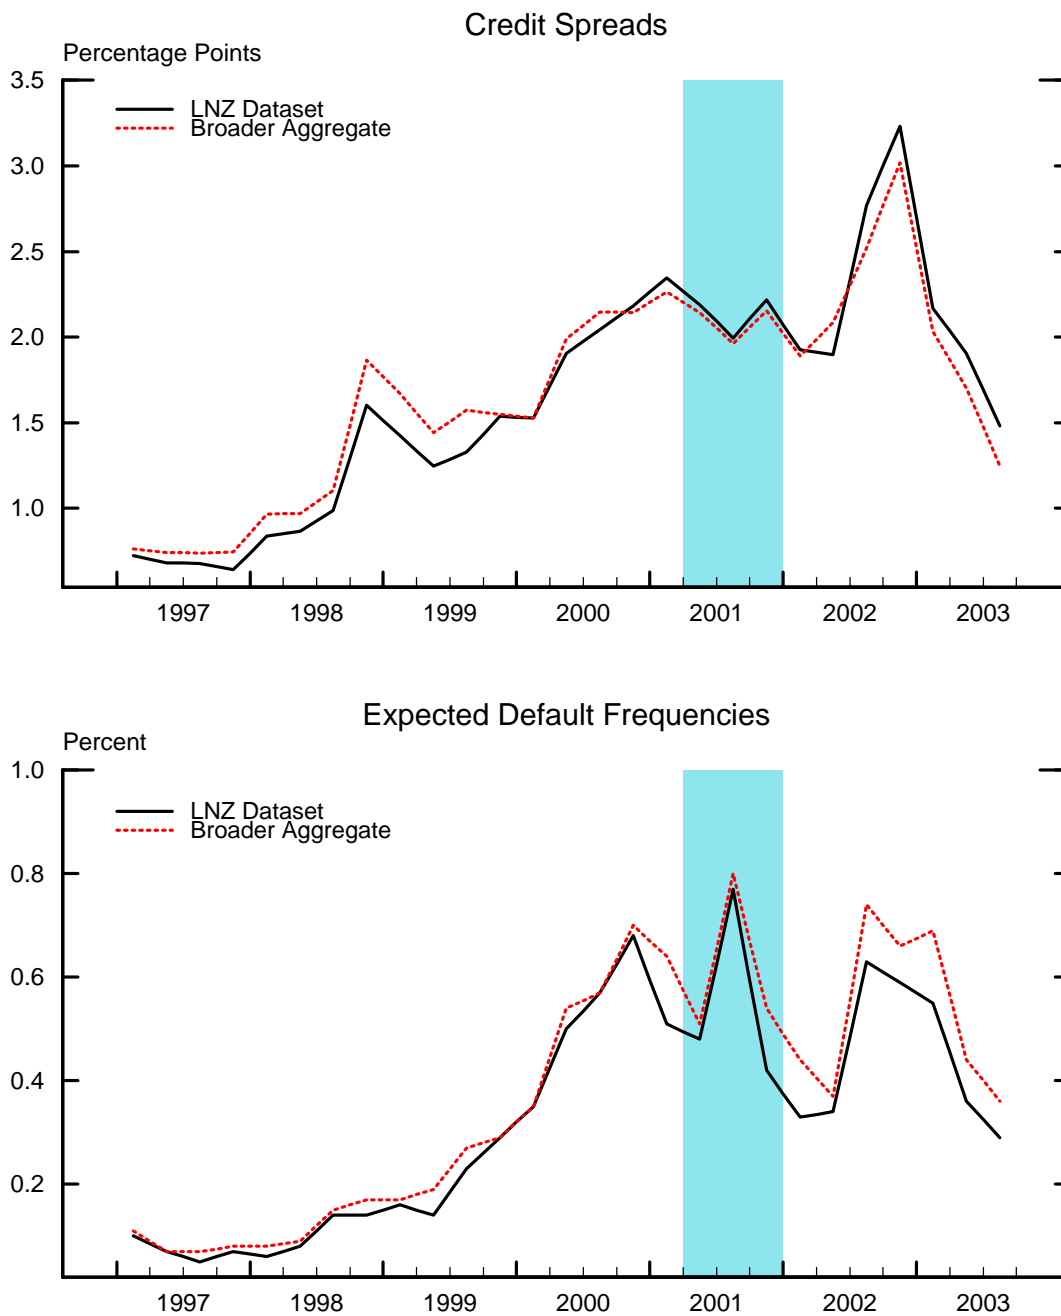 Credit Spreads
Percentage Points
3.5
LNZ Dataset
Broader Aggregate
3.0
2.5
2.0
1.5
1.0
1997 1998 1999 2000 2001 2002 2003
Expected Default Frequencies
Percent
1.0
LNZ Dataset
Broader Aggregate
0.8
0.6
0.4
0.2
1997 1998 1999 2000 2001 2002 2003